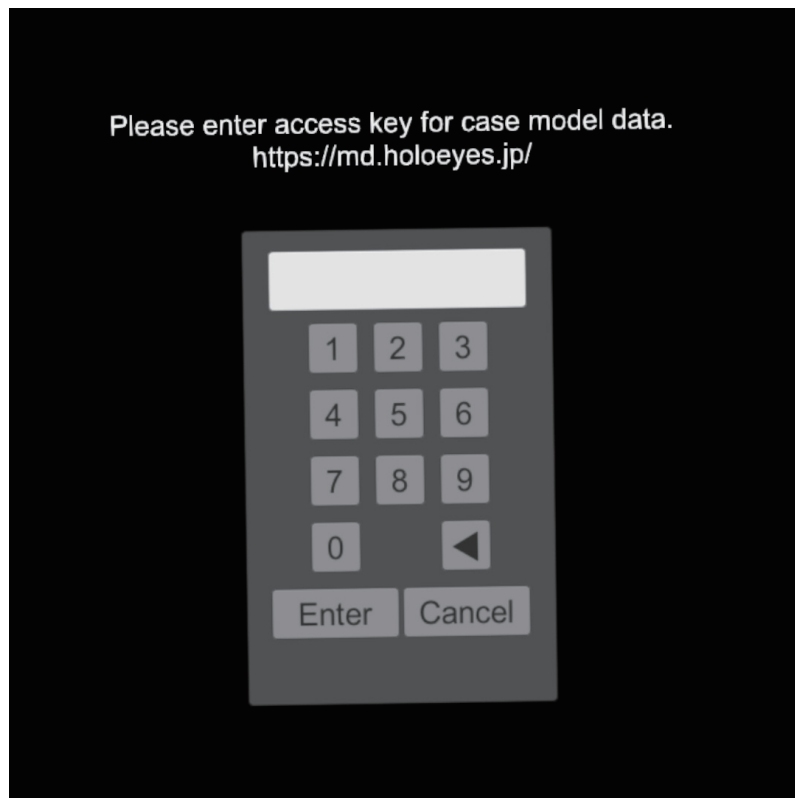 Please enter access key for case model data.
https://md.holoeyes.jp/
1 2 3
4 5 6
7 8 9
0
Enter Cancel